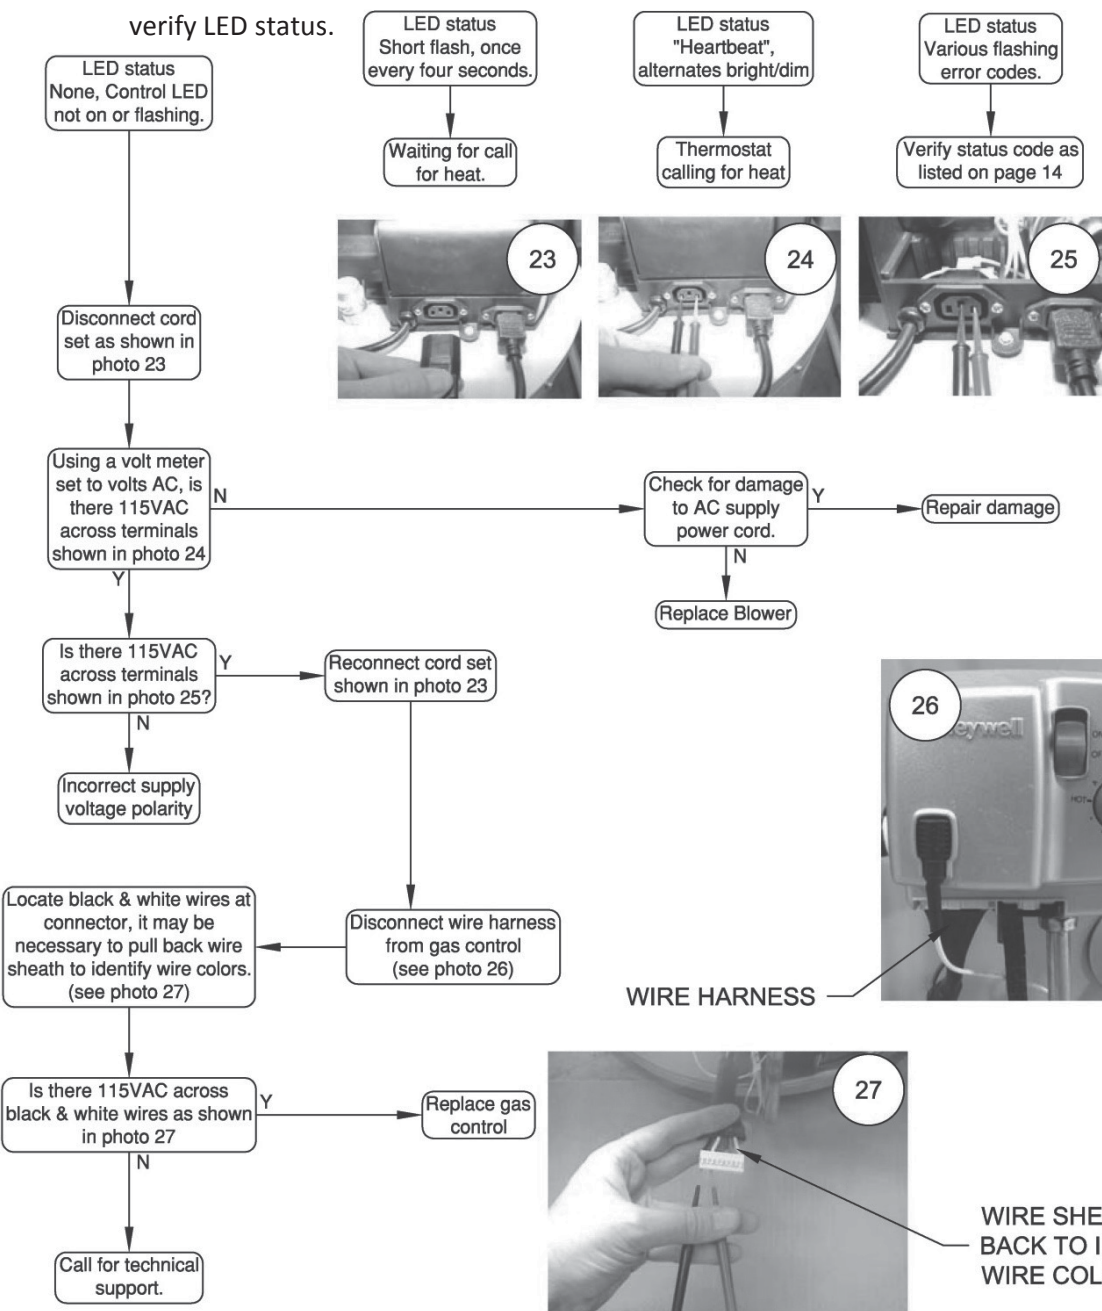 verify LED status.
LED status
None, Control LED
not on or flashing.
LED status
Short flash, once
every four seconds.
LED status
"Heartbeat",
alternates bright/dim
LED status
Various flashing
error codes.
Waiting for call
for heat.
Thermostat
calling for heat
Verify status code as
listed on page 14
23
24
25
Disconnect cord
set as shown in
photo 23
Using a volt meter
set to volts AC, is
there 115VAC
across terminals
shown in photo 24
N
Y
Check for damage
to AC supply
power cord.
Y
N
Repair damage
Replace Blower
Is there 115VAC
across terminals
shown in photo 25?
Y
N
Reconnect cord set
shown in photo 23
Incorrect supply
voltage polarity
26
eywell
HOT
Disconnect wire harness
from gas control
(see photo 26)
Locate black & white wires at
connector, it may be
necessary to pull back wire
sheath to identify wire colors.
(see photo 27)
WIRE HARNESS
27
Is there 115VAC across
black & white wires as shown
in photo 27
Y
N
Replace gas
control
Call for technical
support.
WIRE SHE
BACK TO I
WIRE COL